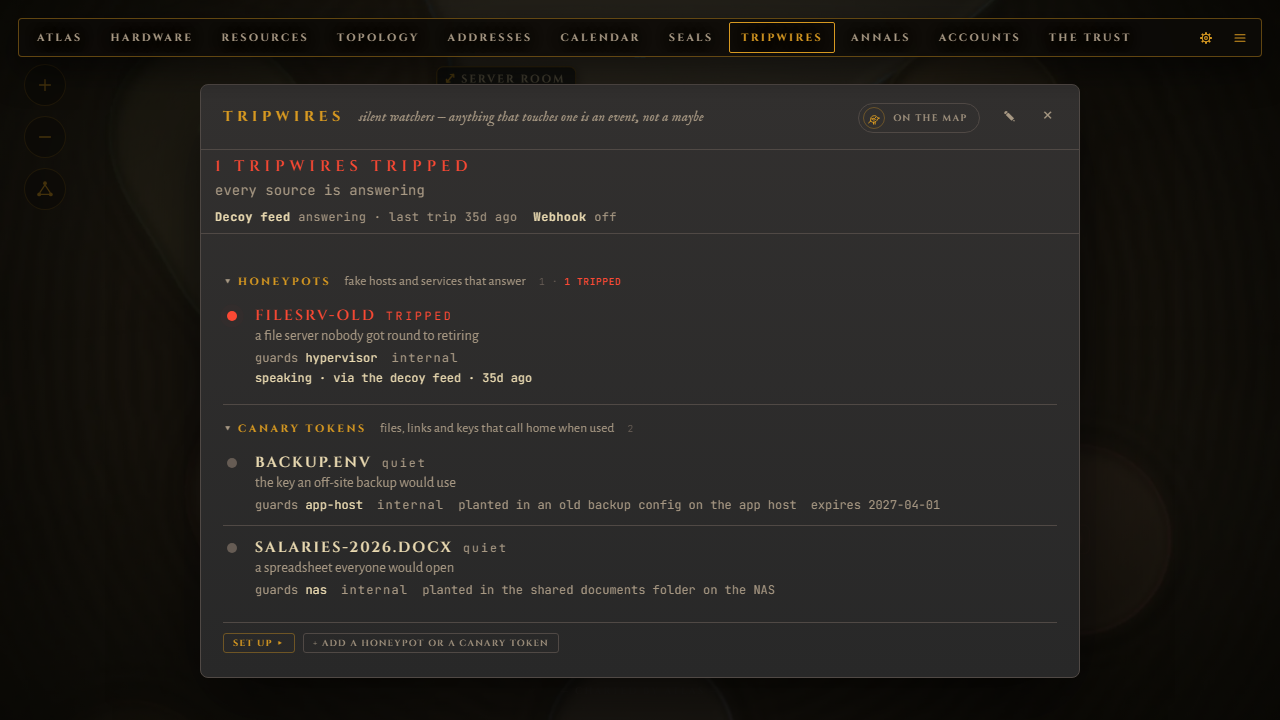 ATLAS HARDWARE RESOURCES TOPOLOGY ADDRESSES CALENDAR SEALS TRIPWIRES ANNALS ACCOUNTS THE TRUST
SERVER ROOM
TRIPWIRES silent watchers — anything that touches one is an event, not a maybe ON THE MAP
1 TRIPWIRES TRIPPED
every source is answering
Decoy feed answering · last trip 35d ago Webhook off
HONEYPOTS fake hosts and services that answer 1 · 1 TRIPPED
FILESRV-OLD TRIPPED
a file server nobody got round to retiring
guards hypervisor internal
speaking · via the decoy feed · 35d ago
CANARY TOKENS files, links and keys that call home when used 2
BACKUP.ENV quiet
the key an off-site backup would use
guards app-host internal planted in an old backup config on the app host expires 2027-04-01
SALARIES-2026.DOCX quiet
a spreadsheet everyone would open
guards nas internal planted in the shared documents folder on the NAS
SET UP ▸ + ADD A HONEYPOT OR A CANARY TOKEN